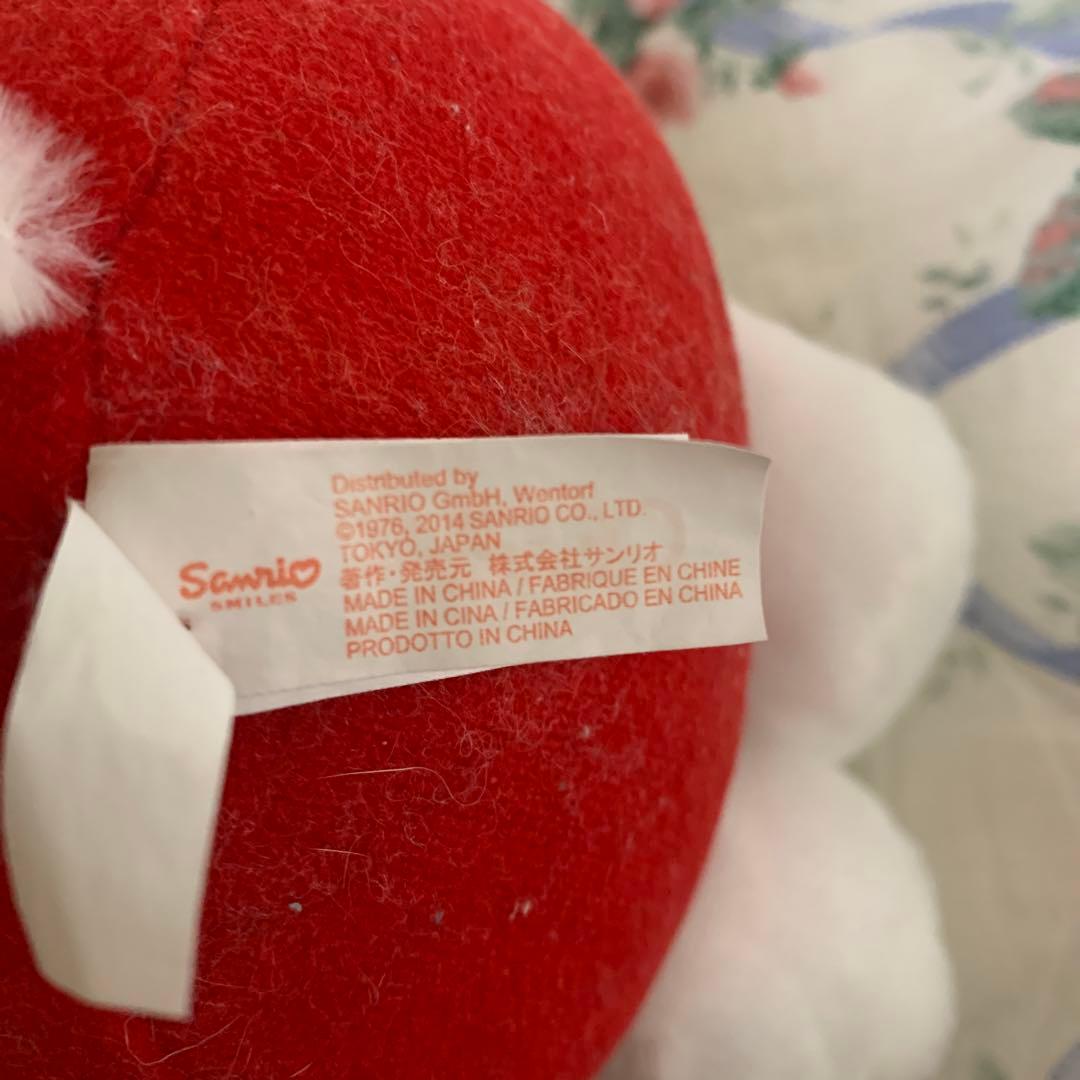 Sanrio
SMILES
Distributed by
SANRIO GmbH, Wentorf
©1976, 2014 SANRIO CO., LTD.
TOKYO, JAPAN
著作・発売元 株式会社サンリオ
MADE IN CHINA / FABRIQUE EN CHINE
MADE IN CINA / FABRICADO EN CHINA
PRODOTTO IN CHINA